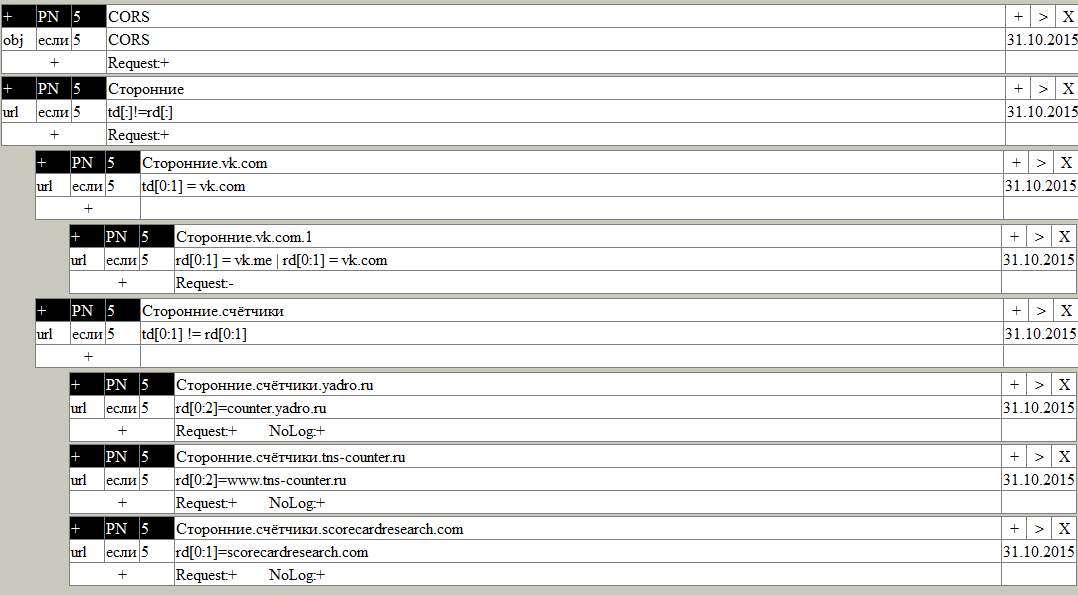 + PN 5 CORS + > X
obj если 5 CORS 31.10.2015
+ Request:+
+ PN 5 Сторонние + > X
url если 5 td[:]!=rd[:] 31.10.2015
+ Request:+
+ PN 5 Сторонние.vk.com + > X
url если 5 td[0:1] = vk.com 31.10.2015
+
+ PN 5 Сторонние.vk.com.1 + > X
url если 5 rd[0:1] = vk.me | rd[0:1] = vk.com 31.10.2015
+ Request:-
+ PN 5 Сторонние.счётчики + > X
url если 5 td[0:1] != rd[0:1] 31.10.2015
+
+ PN 5 Сторонние.счётчики.yadro.ru + > X
url если 5 rd[0:2]=counter.yadro.ru 31.10.2015
+ Request:+ NoLog:+
+ PN 5 Сторонние.счётчики.tns-counter.ru + > X
url если 5 rd[0:2]=www.tns-counter.ru 31.10.2015
+ Request:+ NoLog:+
+ PN 5 Сторонние.счётчики.scorecardresearch.com + > X
url если 5 rd[0:1]=scorecardresearch.com 31.10.2015
+ Request:+ NoLog:+